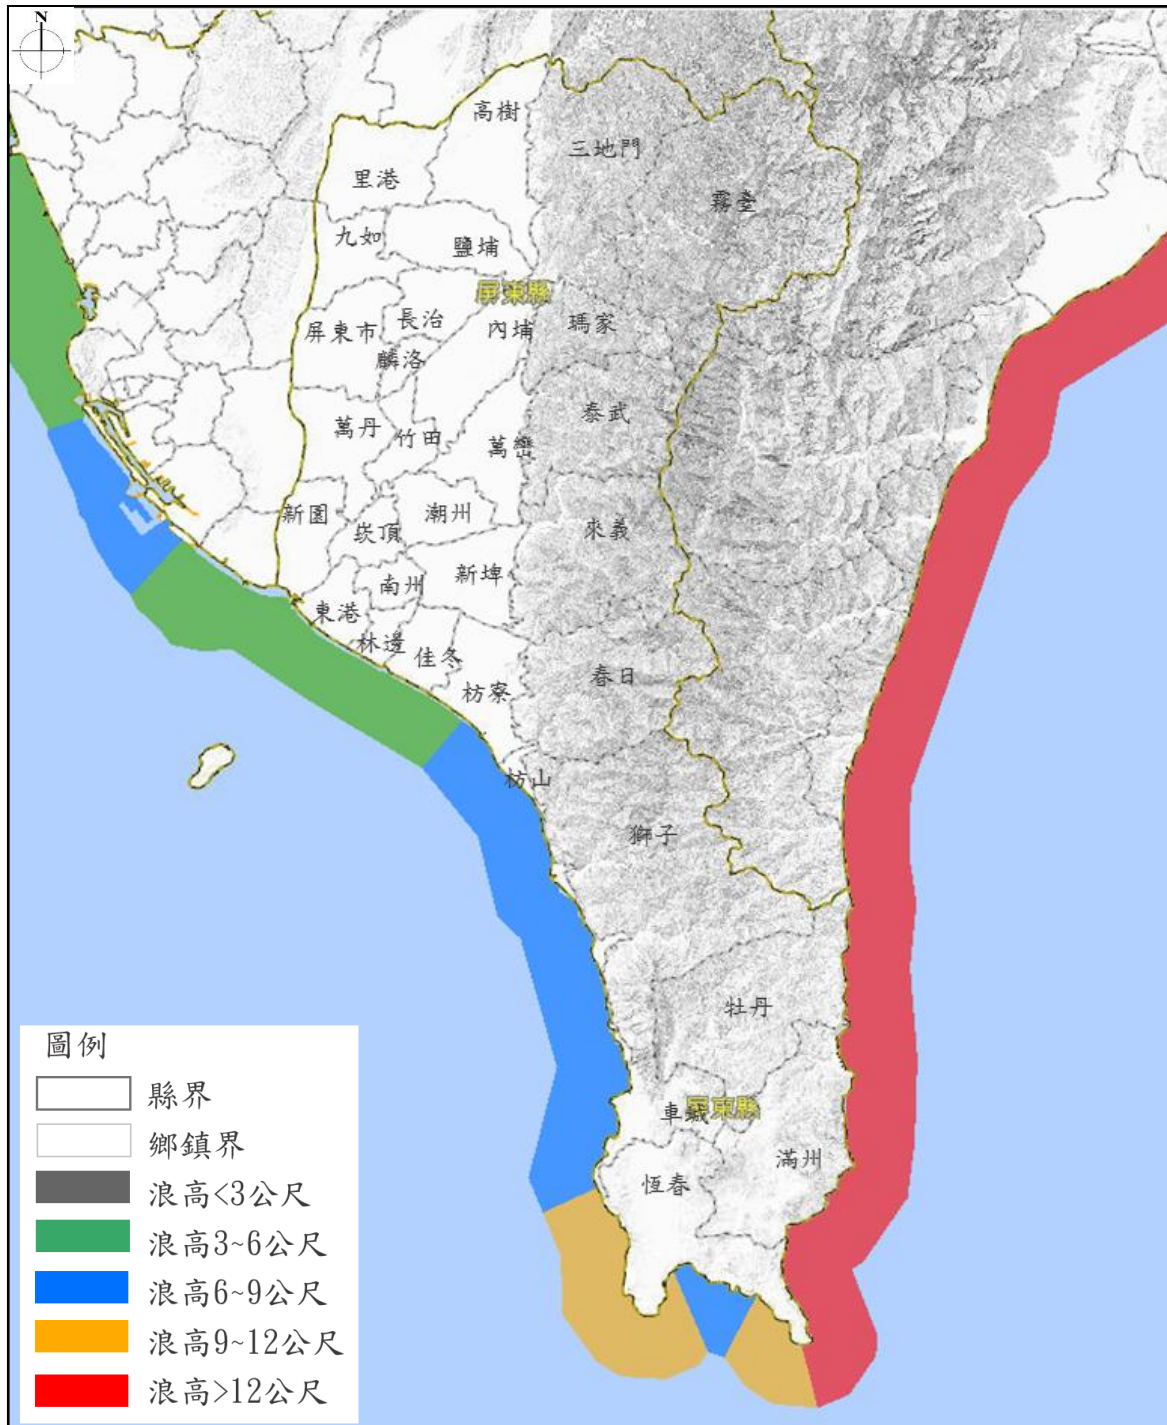 N
高樹
三地門
里港
霧臺
九如
鹽埔
屏東縣
長治
屏東市
內埔
瑪家
麟洛
泰武
萬丹
竹田
萬巒
新園
潮州
崁頂
來義
新埤
南州
東港
林邊
佳冬
春日
枋寮
枋山
獅子
牡丹
車城
屏東縣
滿州
恆春
圖例
縣界
鄉鎮界
浪高<3公尺
浪高3~6公尺
浪高6~9公尺
浪高9~12公尺
浪高>12公尺